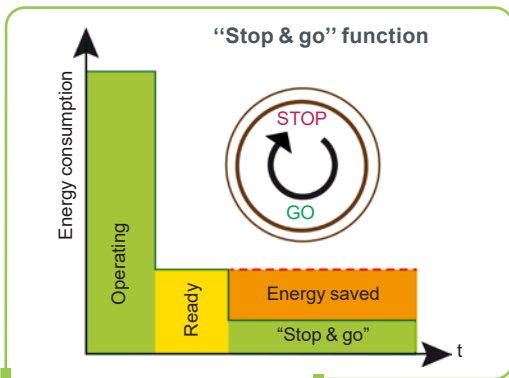 “Stop & go” function
Energy consumption
STOP
GO
Operating
Ready
Energy saved
“Stop & go”
t